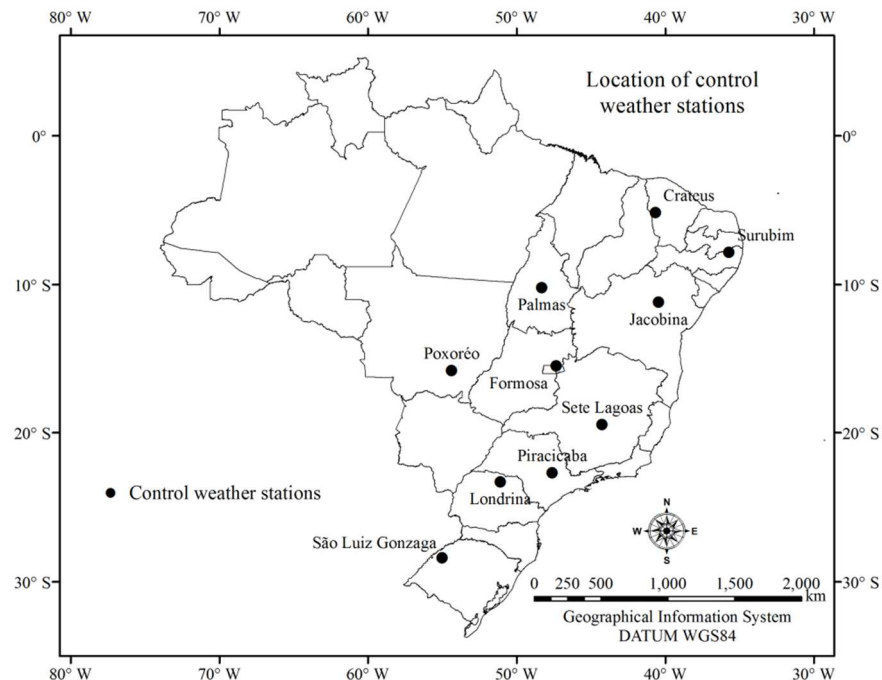 80° W 70° W 60° W 50° W 40° W 30° W
Location of control
weather stations
0° 0°
Crateus
Surubim
10° S 10° S
Palmas
Jacobina
Poxoréo
Formosa
Sete Lagoas
20° S 20° S
Piracicaba
Control weather stations
Londrina
N
W E
S
São Luiz Gonzaga
30° S 30° S
0 250 500 1,000 1,500 2,000
km
Geographical Information System
DATUM WGS84
80° W 70° W 60° W 50° W 40° W 30° W